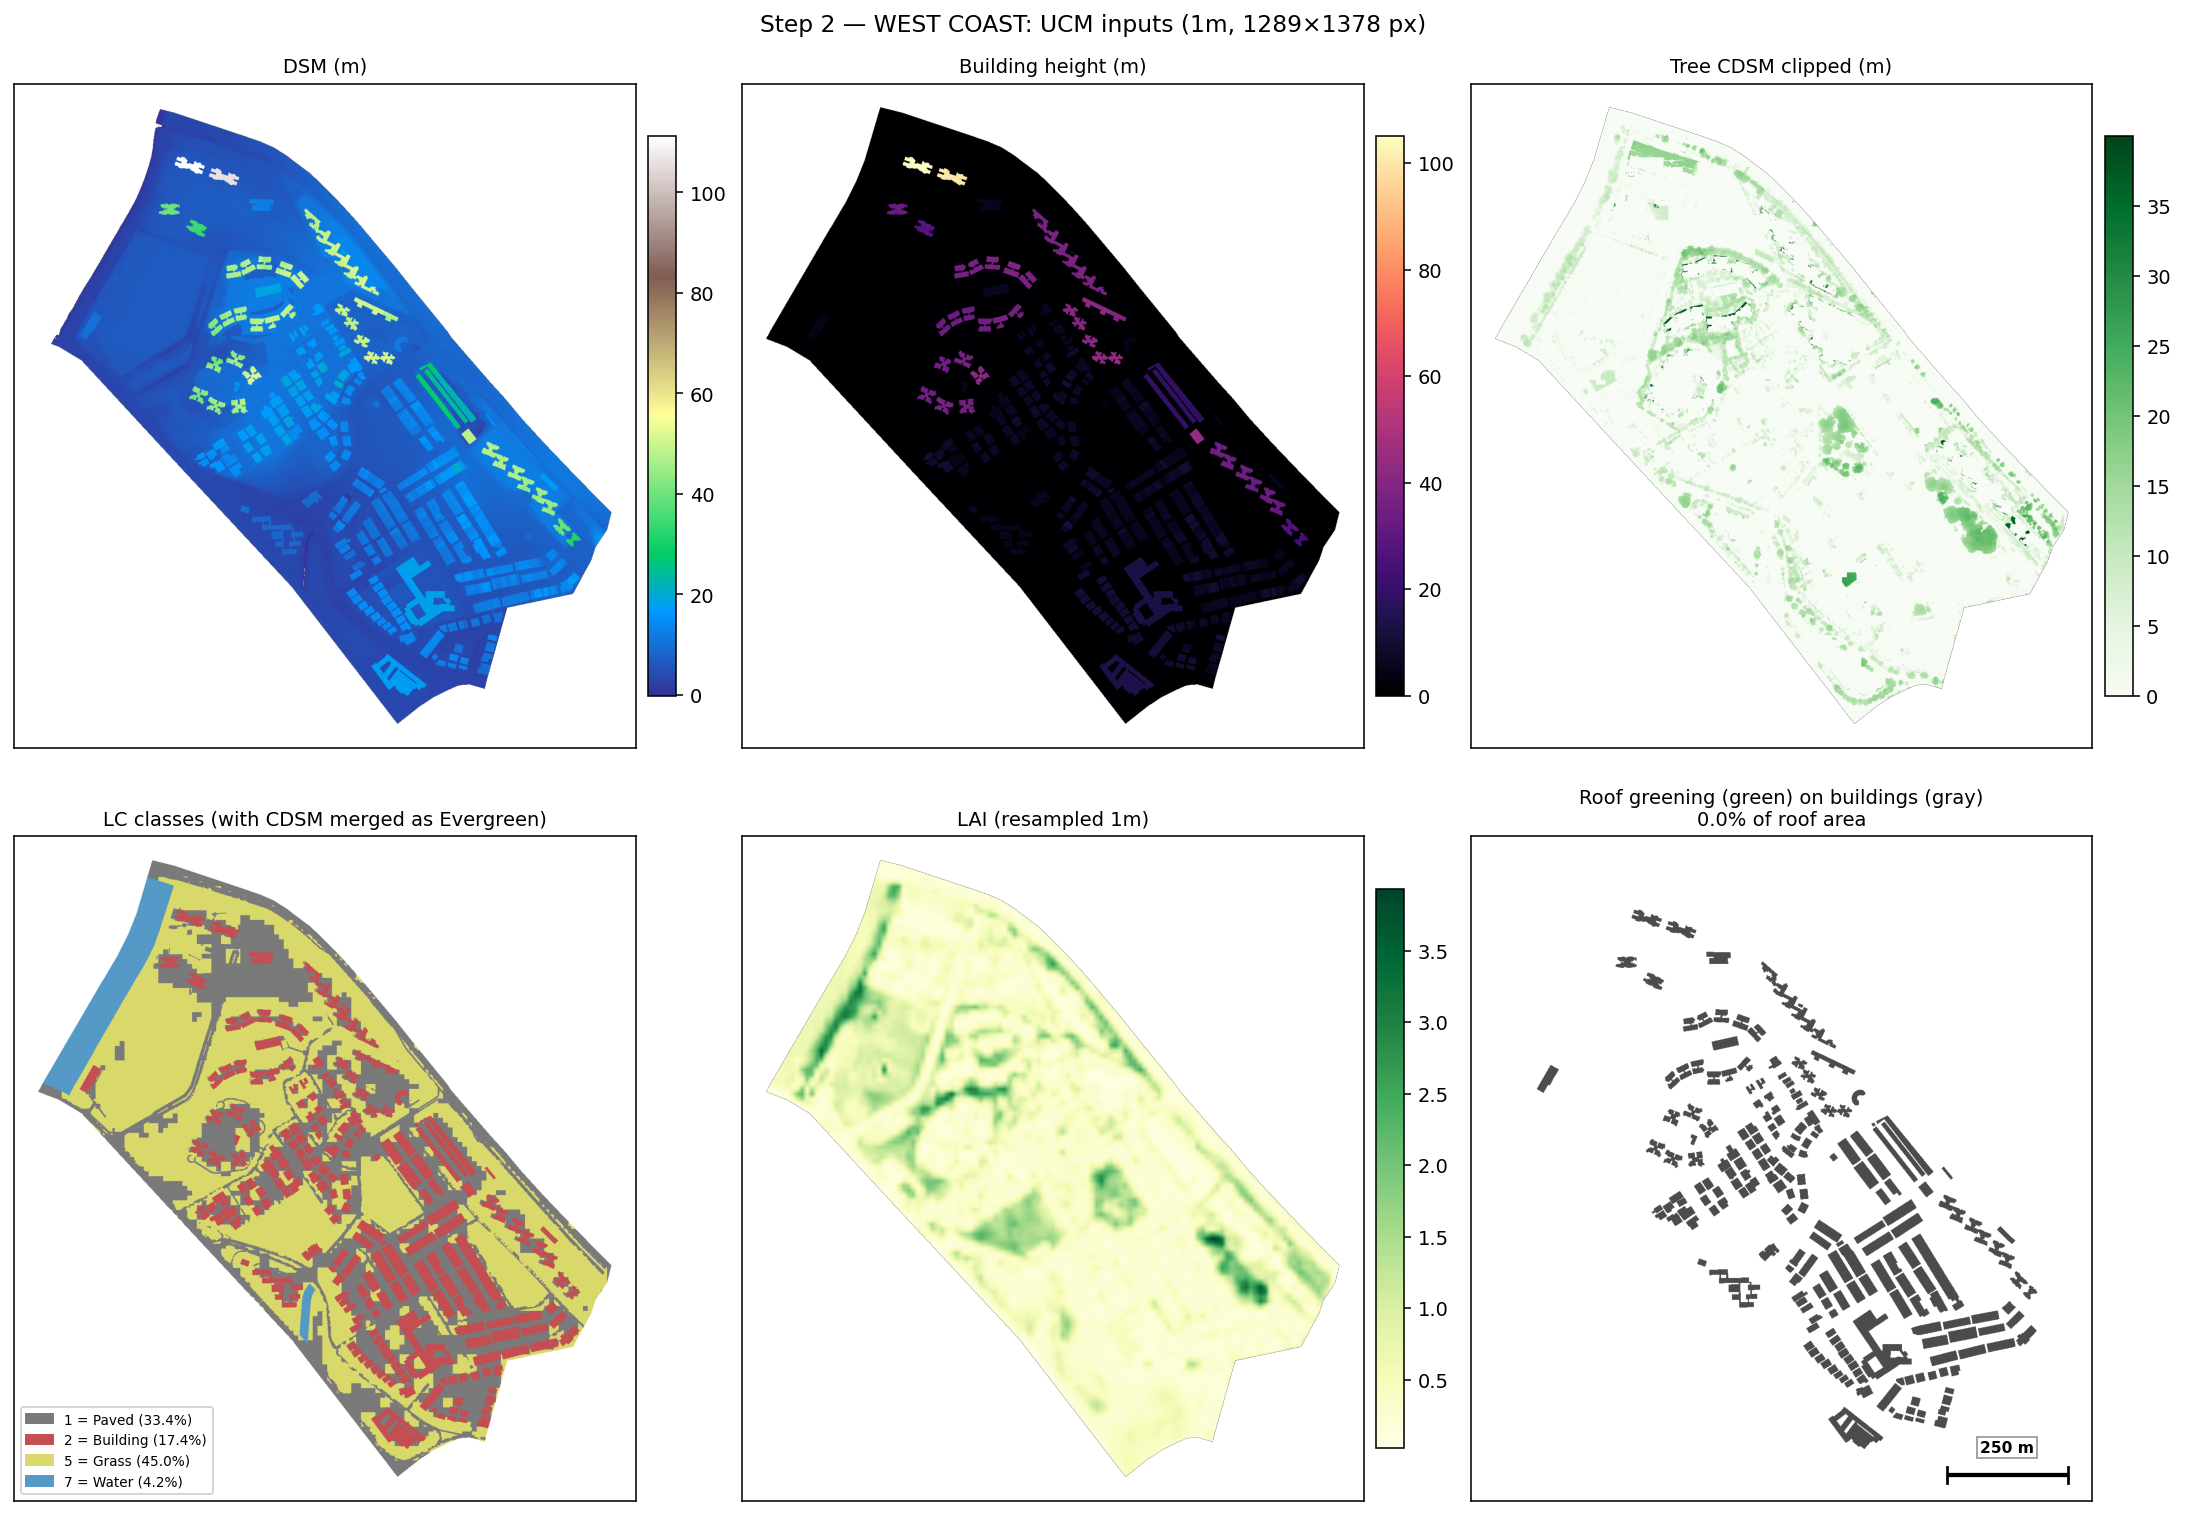 Step 2 — WEST COAST: UCM inputs (1m, 1289×1378 px)
DSM (m)
100
80
60
40
20
0
Building height (m)
100
80
60
40
20
0
Tree CDSM clipped (m)
35
30
25
20
15
10
5
0
LC classes (with CDSM merged as Evergreen)
1 = Paved (33.4%)
2 = Building (17.4%)
5 = Grass (45.0%)
7 = Water (4.2%)
LAI (resampled 1m)
3.5
3.0
2.5
2.0
1.5
1.0
0.5
Roof greening (green) on buildings (gray)
0.0% of roof area
250 m